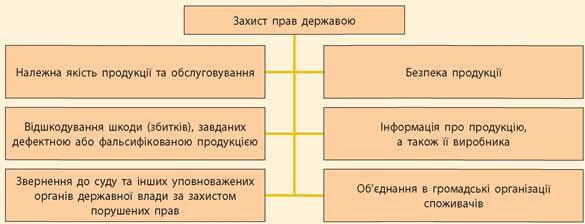 Захист прав державою
Належна якість продукції та обслуговування
Безпека продукції
Відшкодування шкоди (збитків), завданих
дефектною або фальсифікованою продукцією
Інформація про продукцію,
а також її виробника
Звернення до суду та інших уповноважених
органів державної влади за захистом
порушених прав
Об’єднання в громадські організації
споживачів